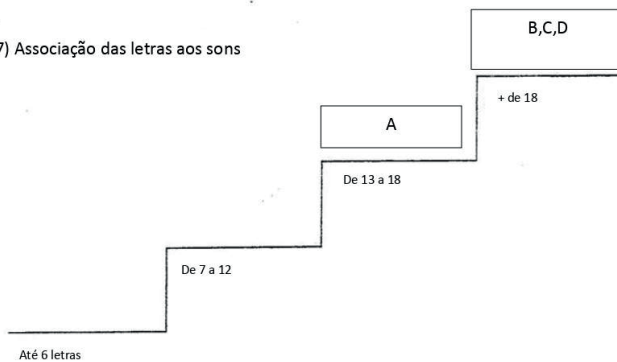 7) Associação das letras aos sons
B,C,D
+ de 18
A
De 13 a 18
De 7 a 12
Até 6 letras